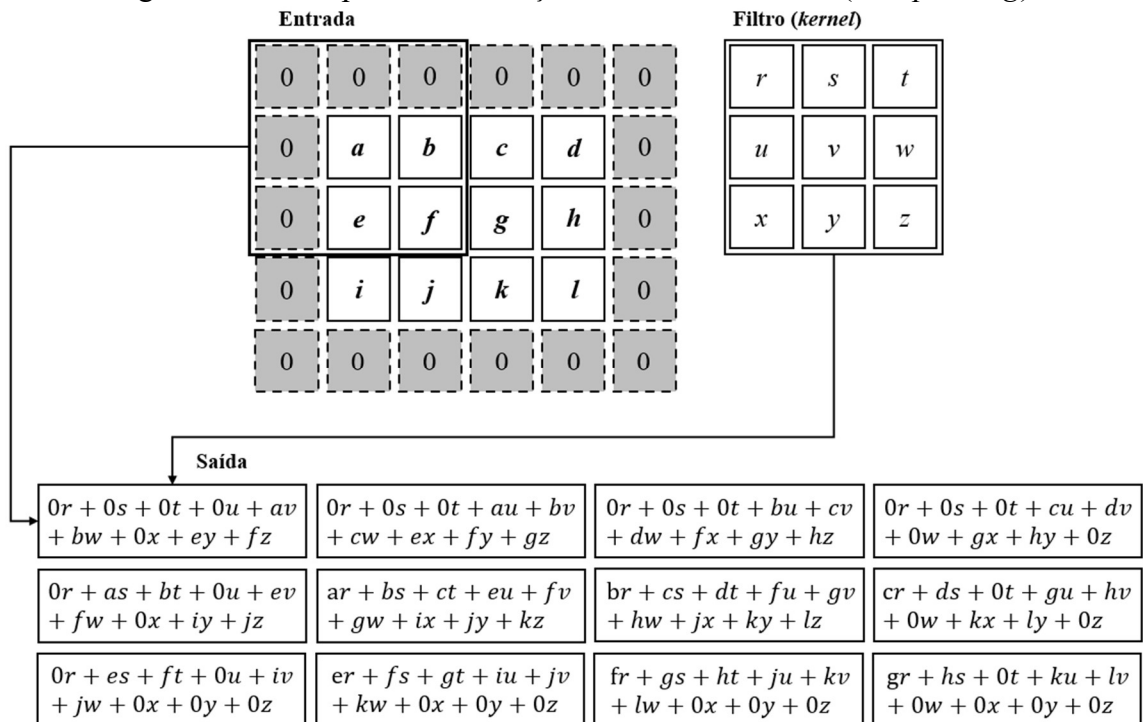 Entrada
Filtro (kernel)
0 0 0 0 0 0
0 a b c d 0
0 e f g h 0
0 i j k l 0
0 0 0 0 0 0
r s t
u v w
x y z
Saída
0r + 0s + 0t + 0u + av
+ bw + 0x + ey + fz
0r + 0s + 0t + au + bv
+ cw + ex + fy + gz
0r + 0s + 0t + bu + cv
+ dw + fx + gy + hz
0r + 0s + 0t + cu + dv
+ 0w + gx + hy + 0z
0r + as + bt + 0u + ev
+ fw + 0x + iy + jz
ar + bs + ct + eu + fv
+ gw + ix + jy + kz
br + cs + dt + fu + gv
+ hw + jx + ky + lz
cr + ds + 0t + gu + hv
+ 0w + kx + ly + 0z
0r + es + ft + 0u + iv
+ jw + 0x + 0y + 0z
er + fs + gt + iu + jv
+ kw + 0x + 0y + 0z
fr + gs + ht + ju + kv
+ lw + 0x + 0y + 0z
gr + hs + 0t + ku + lv
+ 0w + 0x + 0y + 0z